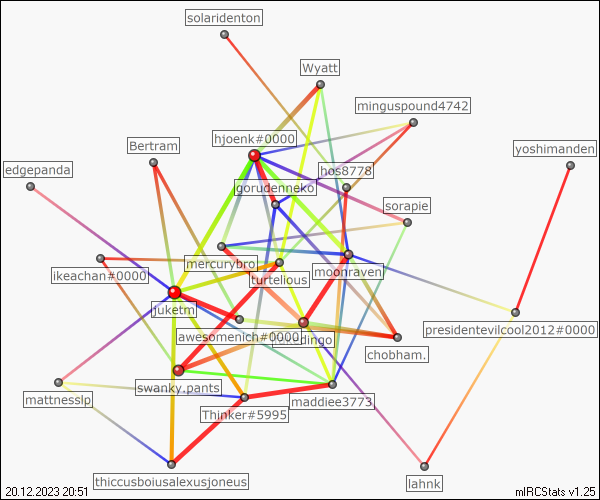 solaridenton
Wyatt
minguspound4742
hjoenk#0000
Bertram
yoshimanden
edgepanda
hos8778
gorudenneko
sorapie
mercurybro
moonraven
ikeachan#0000
turtelious
juketm
presidentevilcool2012#0000
awesomenich#0000
dingo
chobham.
swanky.pants
mattnesslp
maddiee3773
Thinker#5995
thiccusboiusalexusjoneus
lahnk
20.12.2023 20:51
mIRCStats v1.25